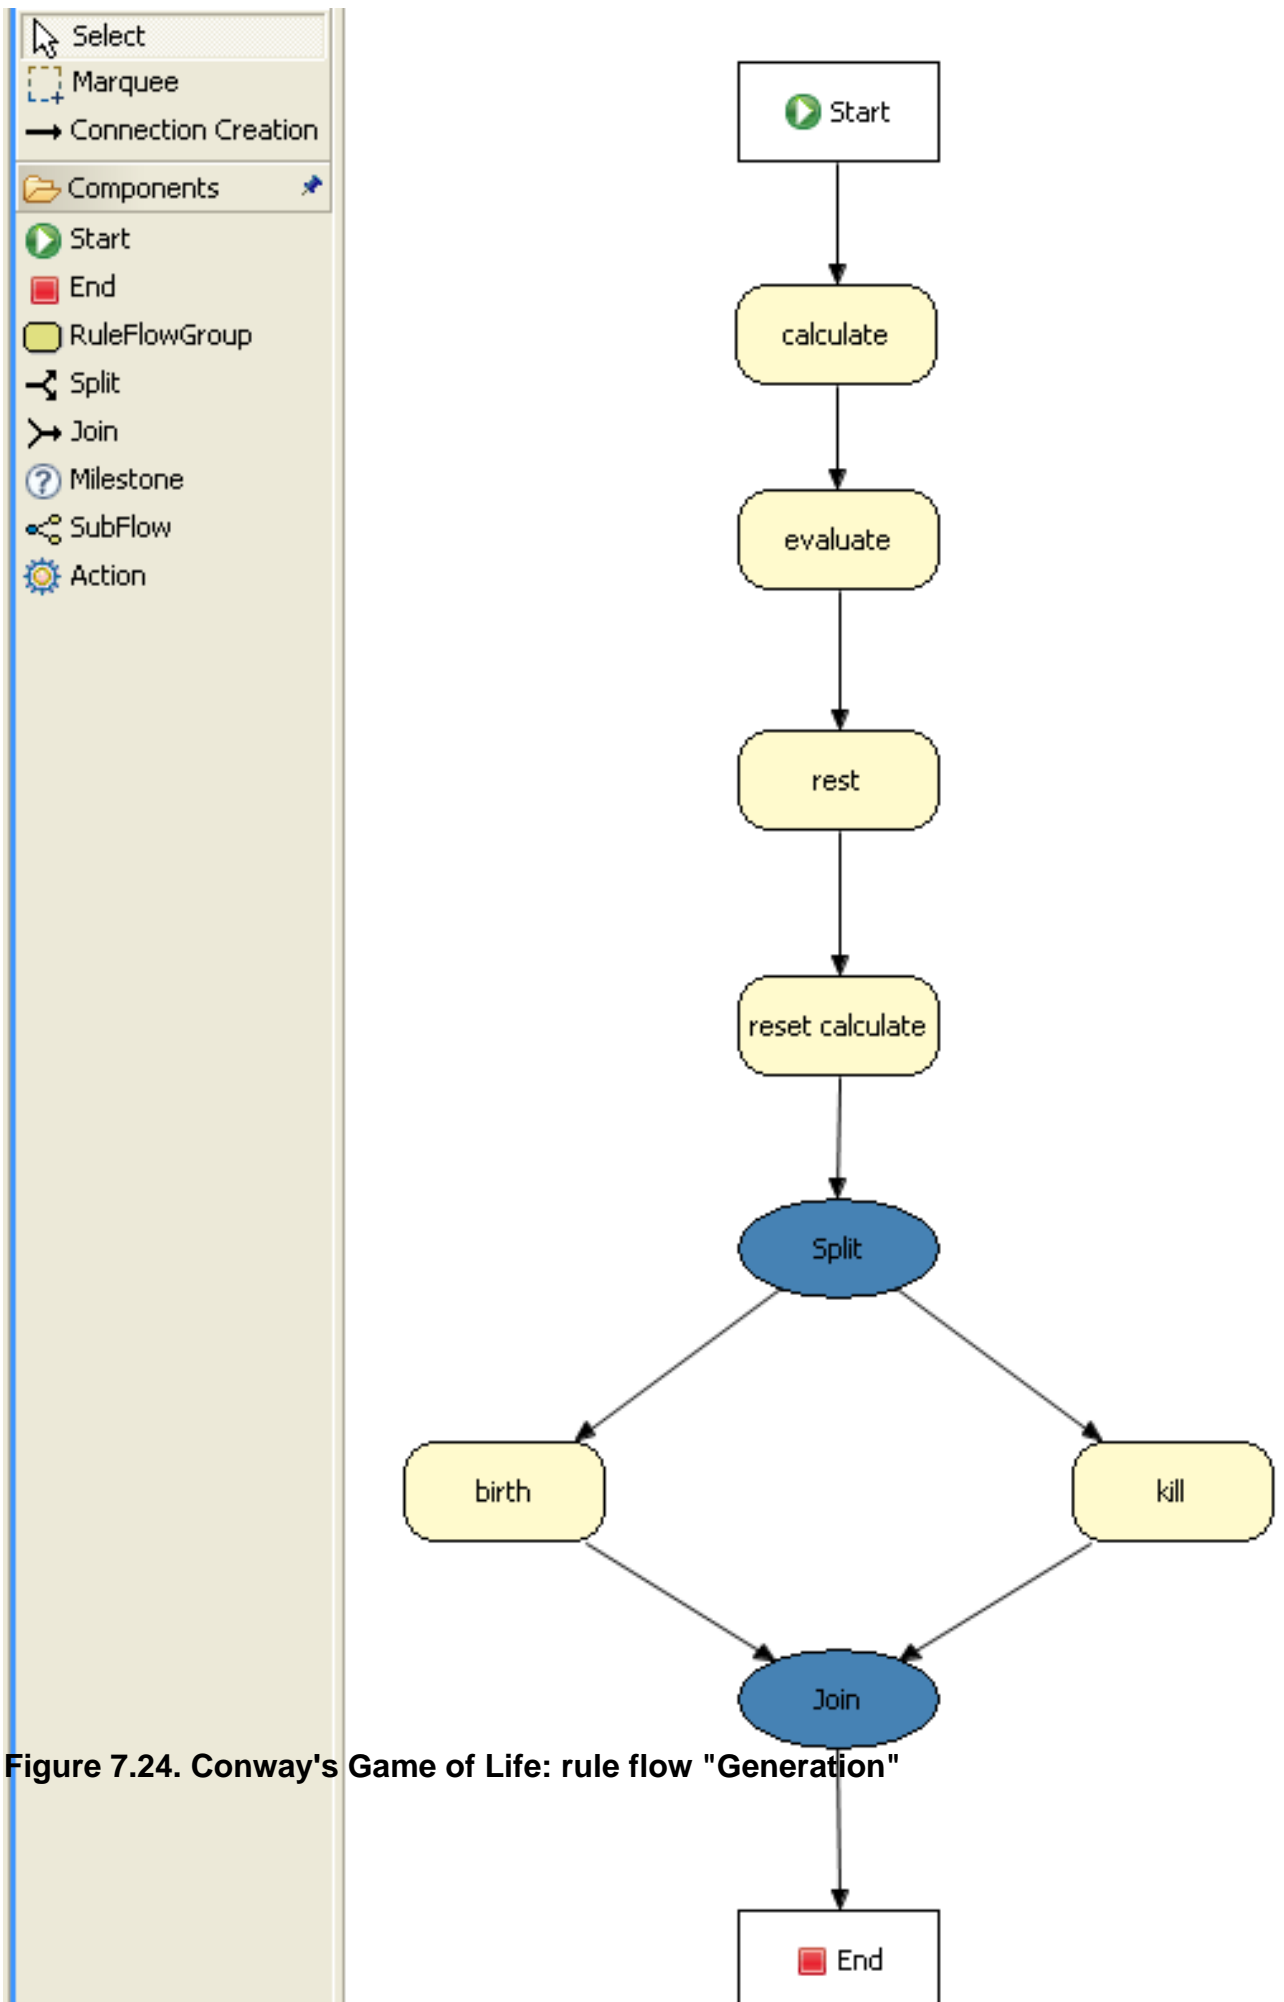 Select
Marquee
Connection Creation
Components
Start
End
RuleFlowGroup
Split
Join
Milestone
SubFlow
Action
Start
calculate
evaluate
rest
reset calculate
Split
birth
kill
Join
Figure 7.24. Conway's Game of Life: rule flow "Generation"
End